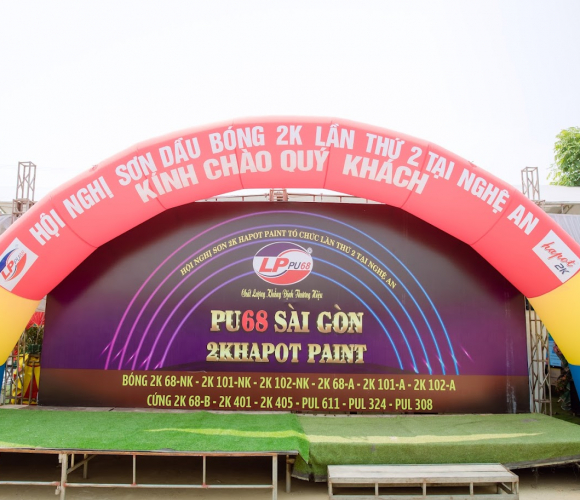 HỘI NGHỊ SƠN DẦU BÓNG 2K LẦN THỨ 2 TẠI NGHỆ AN
KÍNH CHÀO QUÝ KHÁCH
LP PU68
hapot
2K
HỘI NGHỊ SƠN 2K HAPOT PAINT TỔ CHỨC LẦN THỨ 2 TẠI NGHỆ AN
LP PU68
Chất Lượng Khẳng Định Thương Hiệu
PU68 SÀI GÒN
2KHAPOT PAINT
BÓNG 2K 68-NK - 2K 101-NK - 2K 102-NK - 2K 68-A - 2K 101-A - 2K 102-A
CỨNG 2K 68-B - 2K 401 - 2K 405 - PUL 611 - PUL 324 - PUL 308